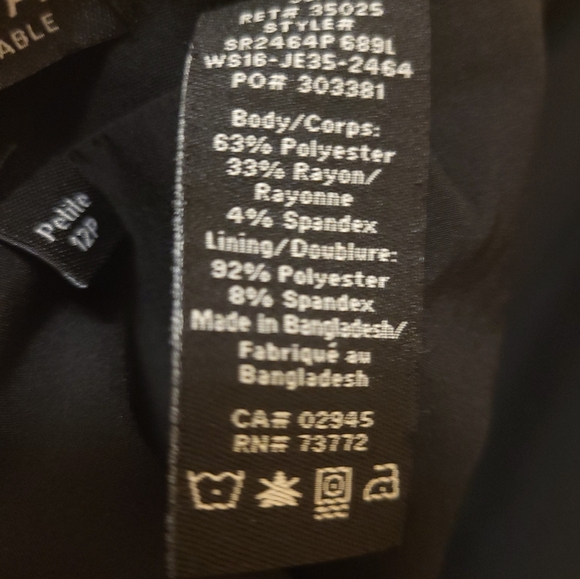 ABLE
Petite
12P
RET# 35025
STYLE#
SR2464P 689L
WS16-JE35-2464
PO# 303381
Body/Corps:
63% Polyester
33% Rayon/
Rayonne
4% Spandex
Lining/Doublure:
92% Polyester
8% Spandex
Made in Bangladesh/
Fabriqué au
Bangladesh
CA# 02945
RN# 73772